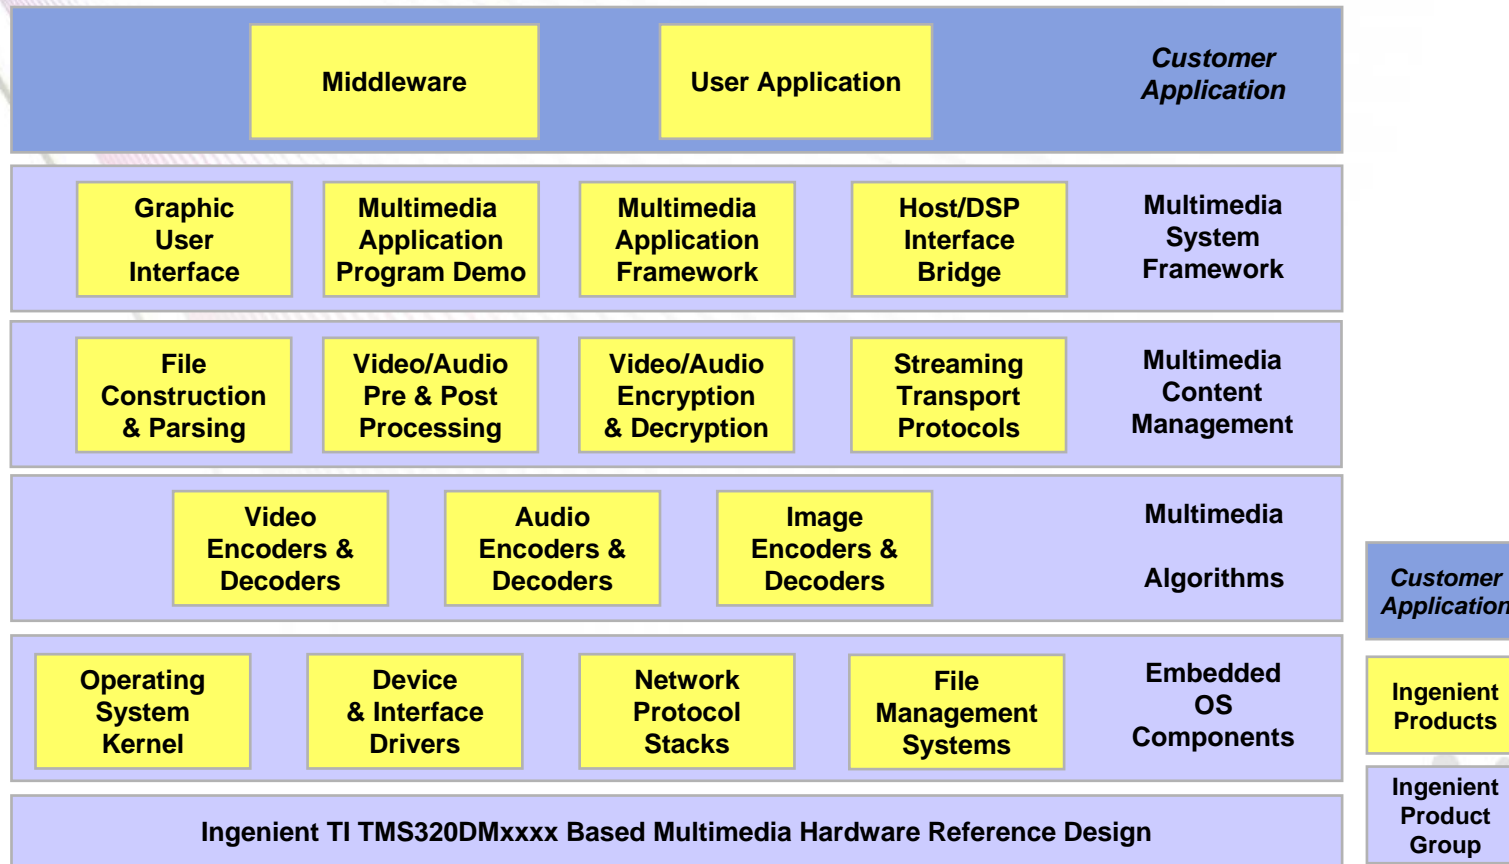 Middleware
User Application
Customer
Application
Graphic
User
Interface
Multimedia
Application
Program Demo
Multimedia
Application
Framework
Host/DSP
Interface
Bridge
Multimedia
System
Framework
File
Construction
& Parsing
Video/Audio
Pre & Post
Processing
Video/Audio
Encryption
& Decryption
Streaming
Transport
Protocols
Multimedia
Content
Management
Video
Encoders &
Decoders
Audio
Encoders &
Decoders
Image
Encoders &
Decoders
Multimedia
Algorithms
Operating
System
Kernel
Device
& Interface
Drivers
Network
Protocol
Stacks
File
Management
Systems
Embedded
OS
Components
Ingenient TI TMS320DMxxxx Based Multimedia Hardware Reference Design
Customer
Application
Ingenient
Products
Ingenient
Product
Group